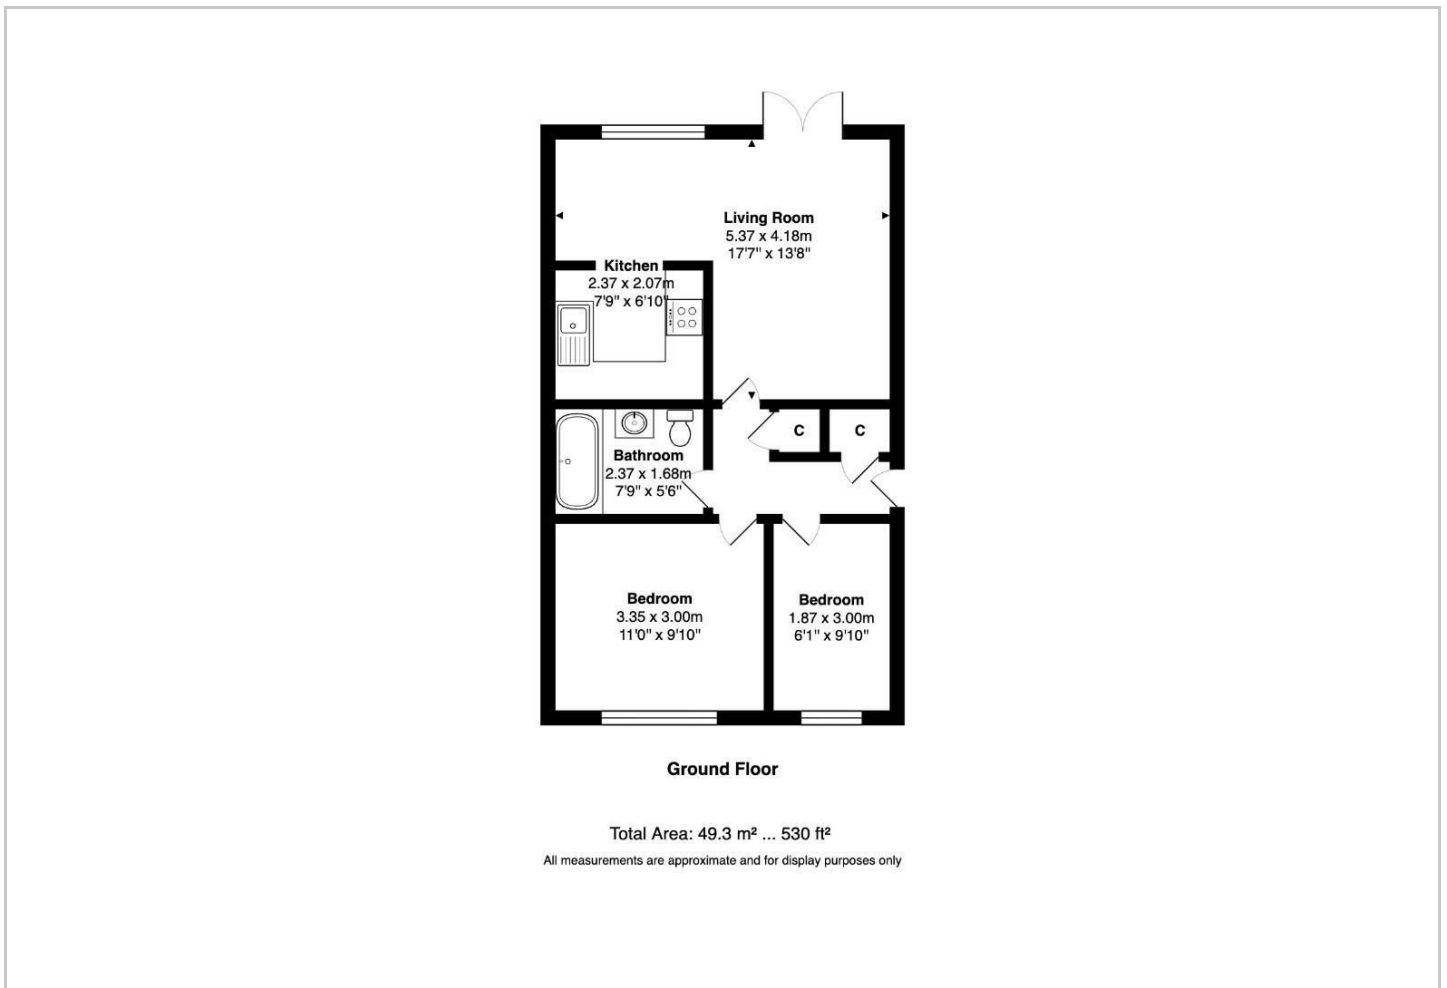 Living Room
5.37 x 4.18m
17'7" x 13'8"
Kitchen
2.37 x 2.07m
7'9" x 6'10"
C
C
Bathroom
2.37 x 1.68m
7'9" x 5'6"
Bedroom
3.35 x 3.00m
11'0" x 9'10"
Bedroom
1.87 x 3.00m
6'1" x 9'10"
Ground Floor
Total Area: 49.3 m² ... 530 ft²
All measurements are approximate and for display purposes only